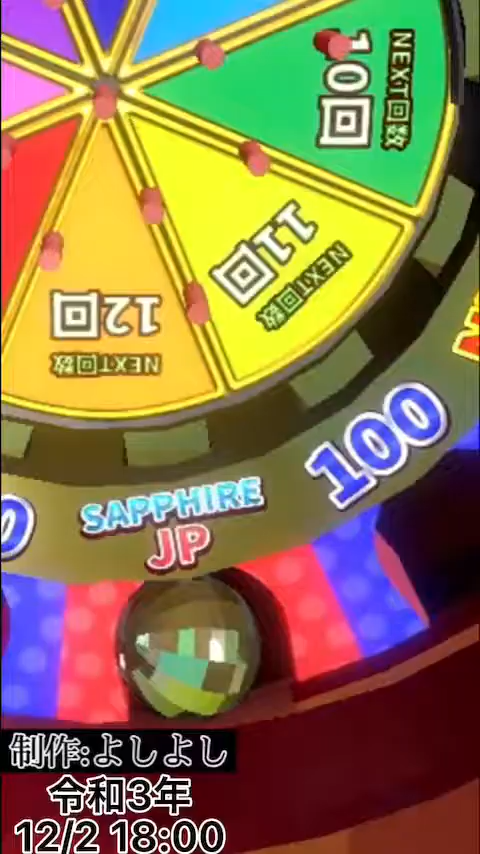 NEXT回数
10回
11回
NEXT回数
12回
NEXT回数
100
SAPPHIRE
JP
制作:よしよし
令和3年
12/2 18:00